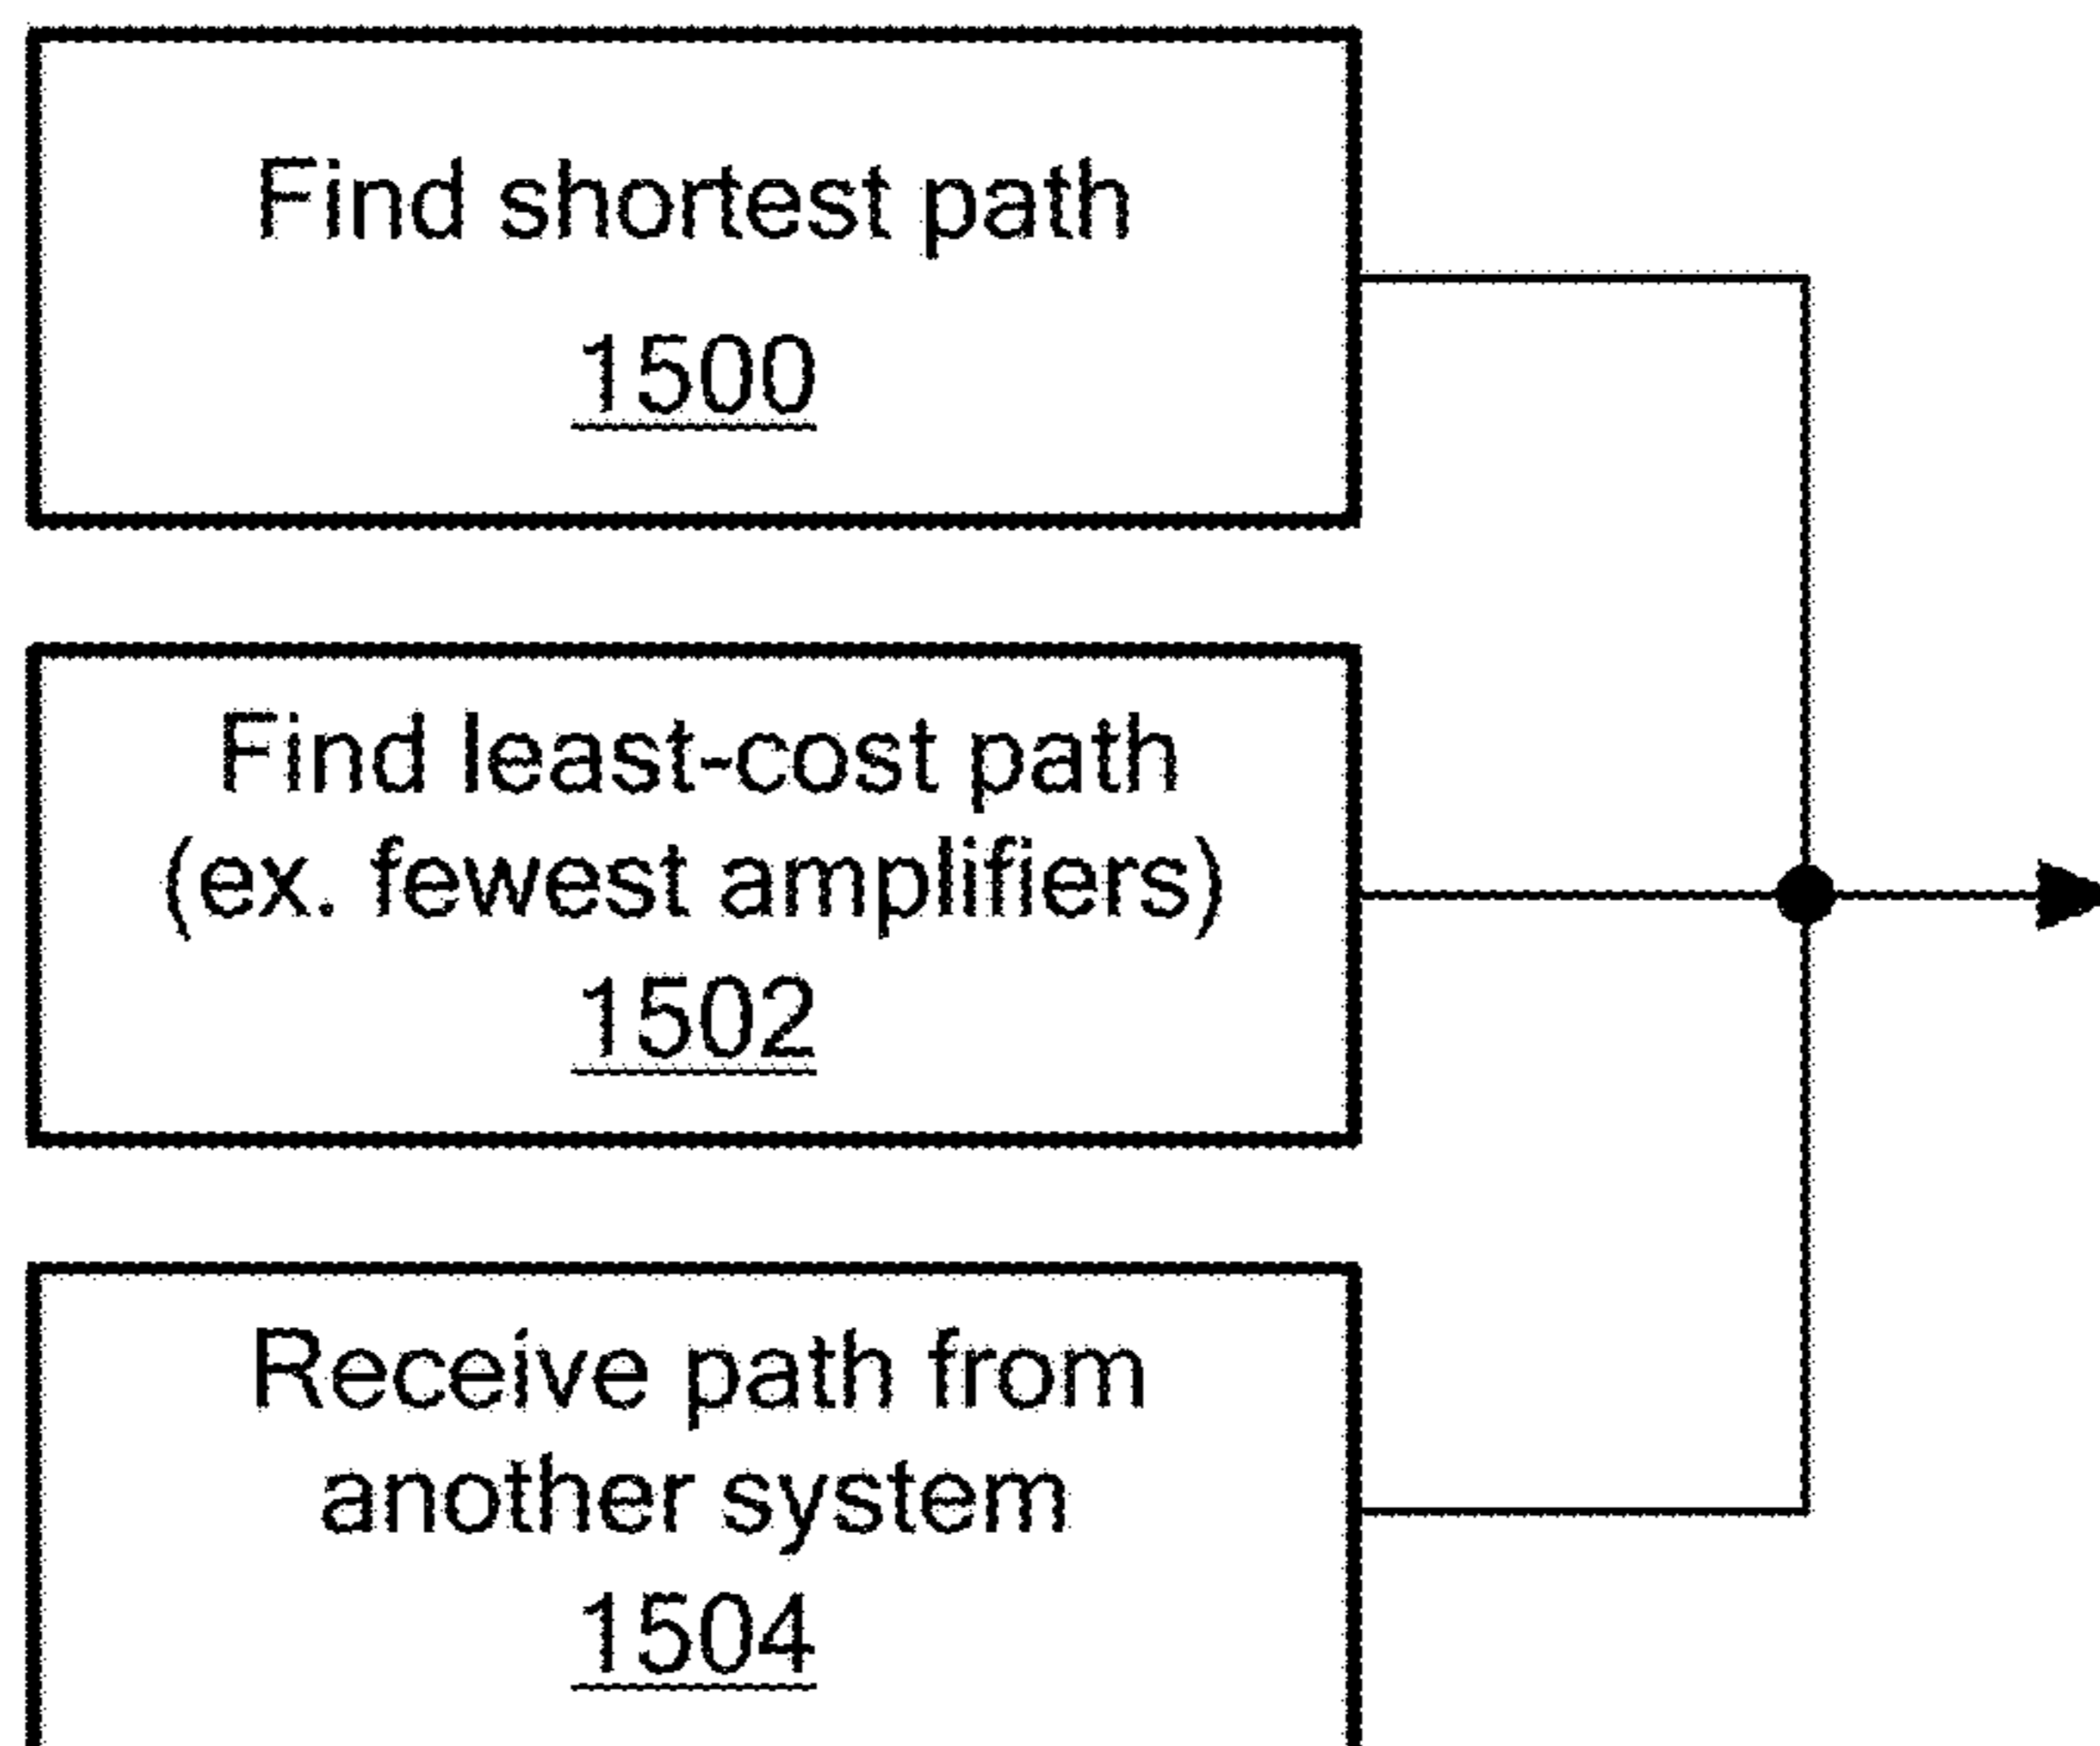 Find shortest path
1500
Find least-cost path
(ex. fewest amplifiers)
1502
Receive path from
another system
1504